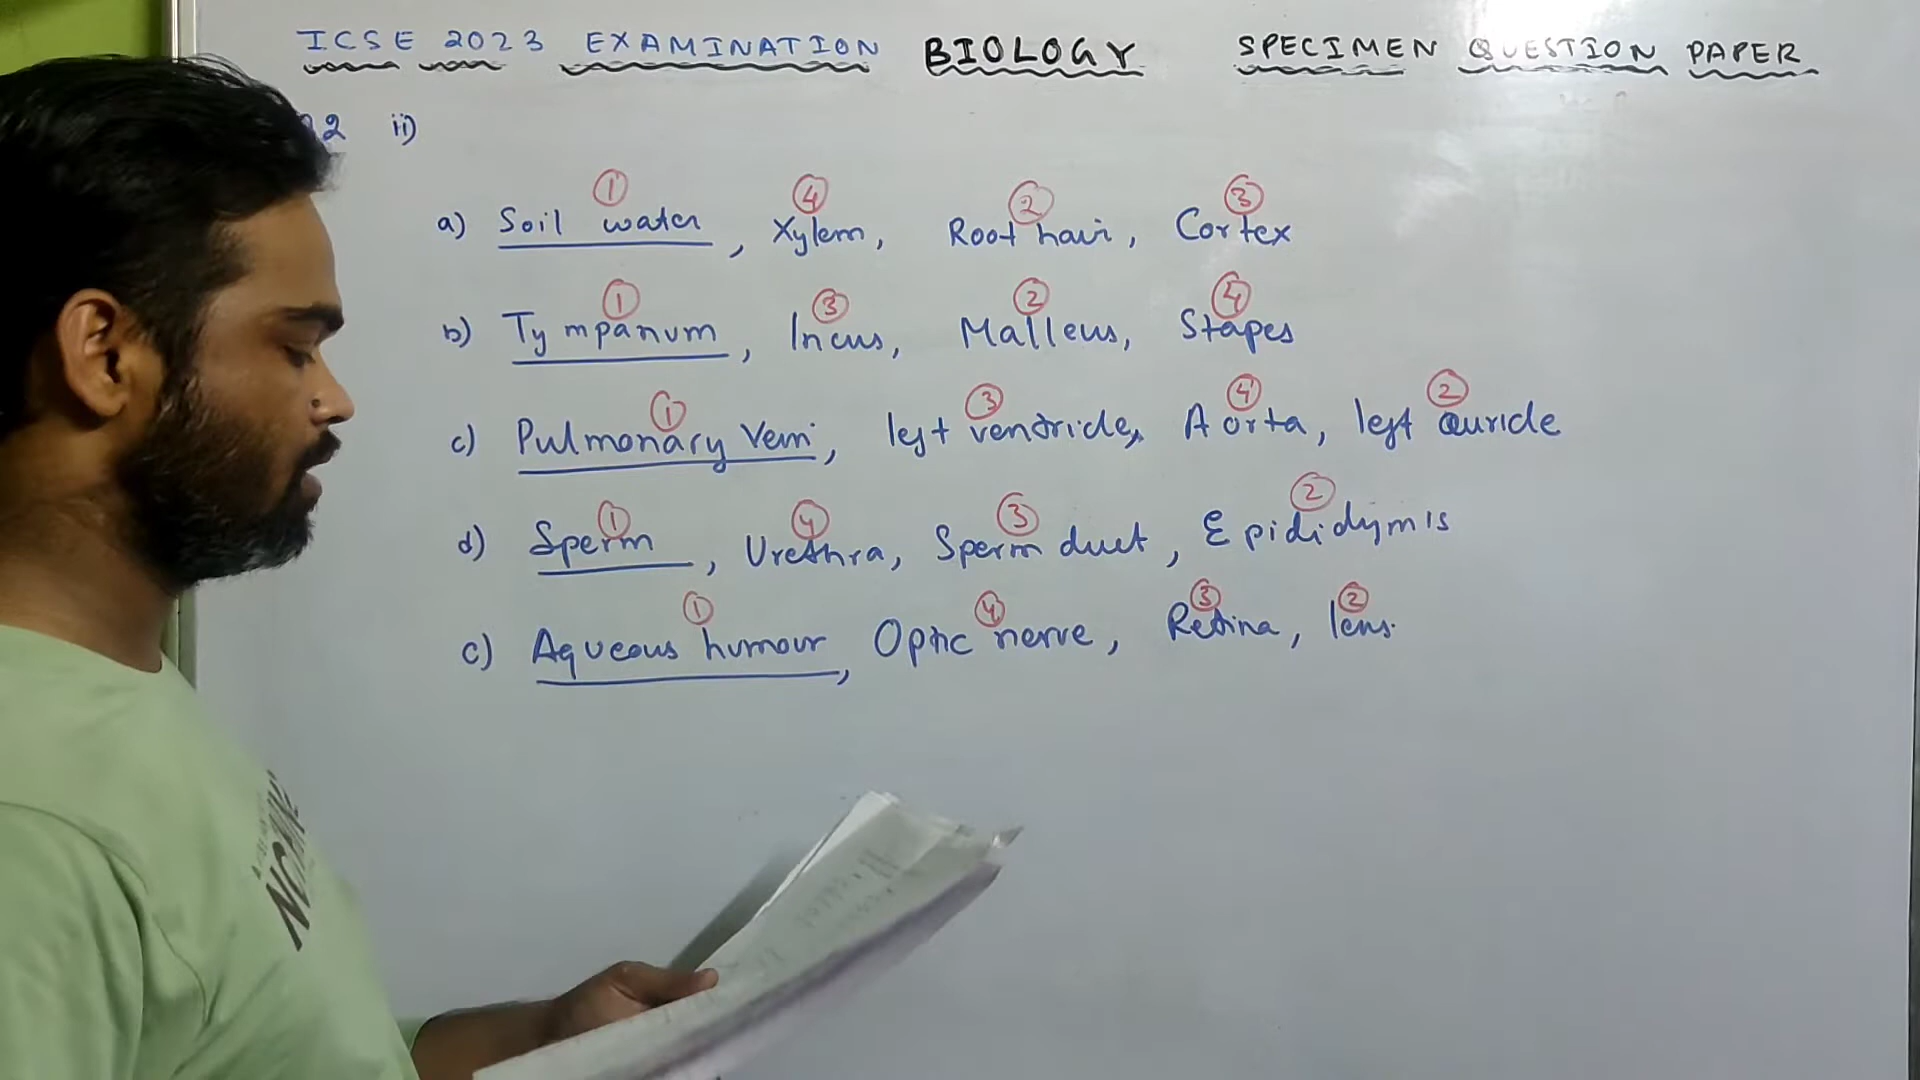 ICSE 2023 EXAMINATION BIOLOGY SPECIMEN QUESTION PAPER
2 ii)
① ④ ② ③
a) Soil water, Xylem, Root hair, Cortex
① ③ ② ④
b) Tympanum, Incus, Malleus, Stapes
① ③ ④ ②
c) Pulmonary Vein, left ventricle, Aorta, left auricle
① ④ ③ ②
d) Sperm, Urethra, Sperm duct, Epididymis
① ④ ③ ②
c) Aqueous humour, Optic nerve, Retina, lens.